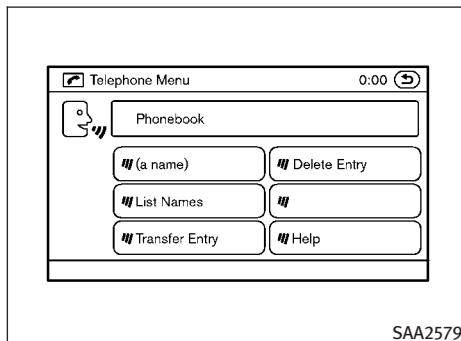 Telephone Menu 0:00
Phonebook
(a name) Delete Entry
List Names
Transfer Entry Help
SAA2579